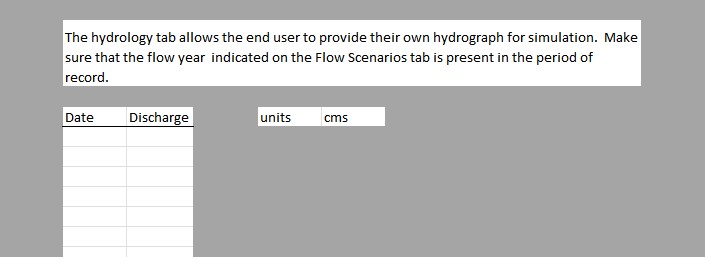 The hydrology tab allows the end user to provide their own hydrograph for simulation.  Make
sure that the flow year  indicated on the Flow Scenarios tab is present in the period of
record.
Date Discharge units cms